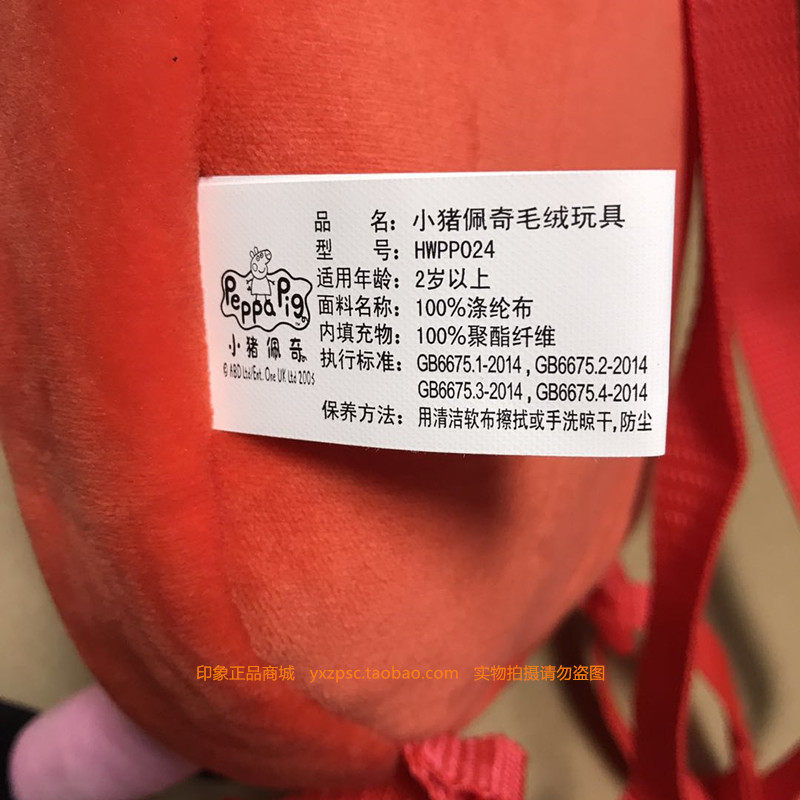 品 名: 小猪佩奇毛绒玩具
型 号: HWPP024
适用年龄: 2岁以上
面料名称: 100%涤纶布
内填充物: 100%聚酯纤维
执行标准: GB6675.1-2014 , GB6675.2-2014
GB6675.3-2014 , GB6675.4-2014
保养方法: 用清洁软布擦拭或手洗晾干,防尘
Peppa Pig
小猪佩奇
© ABD Ltd/Ent. One UK Ltd 2003
印象正品商城 yxzpsc.taobao.com 实物拍摄请勿盗图